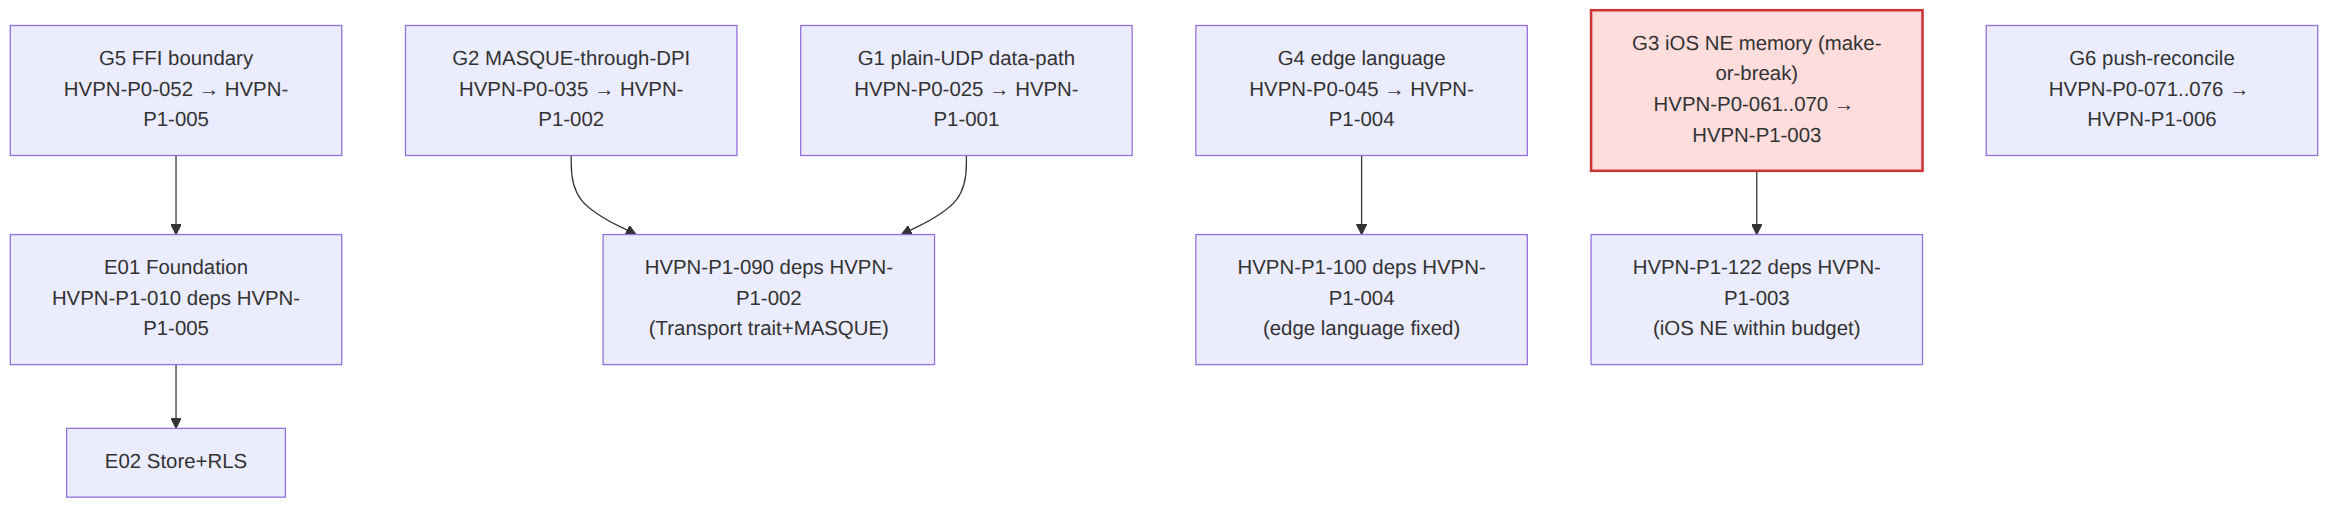 G5 FFI boundary
HVPN-P0-052 → HVPN-
P1-005
G2 MASQUE-through-DPI
HVPN-P0-035 → HVPN-
P1-002
G1 plain-UDP data-path
HVPN-P0-025 → HVPN-
P1-001
G4 edge language
HVPN-P0-045 → HVPN-
P1-004
G3 iOS NE memory (make-
or-break)
HVPN-P0-061..070 →
HVPN-P1-003
G6 push-reconcile
HVPN-P0-071..076 →
HVPN-P1-006
E01 Foundation
HVPN-P1-010 deps HVPN-
P1-005
HVPN-P1-090 deps HVPN-
P1-002
(Transport trait+MASQUE)
HVPN-P1-100 deps HVPN-
P1-004
(edge language fixed)
HVPN-P1-122 deps HVPN-
P1-003
(iOS NE within budget)
E02 Store+RLS